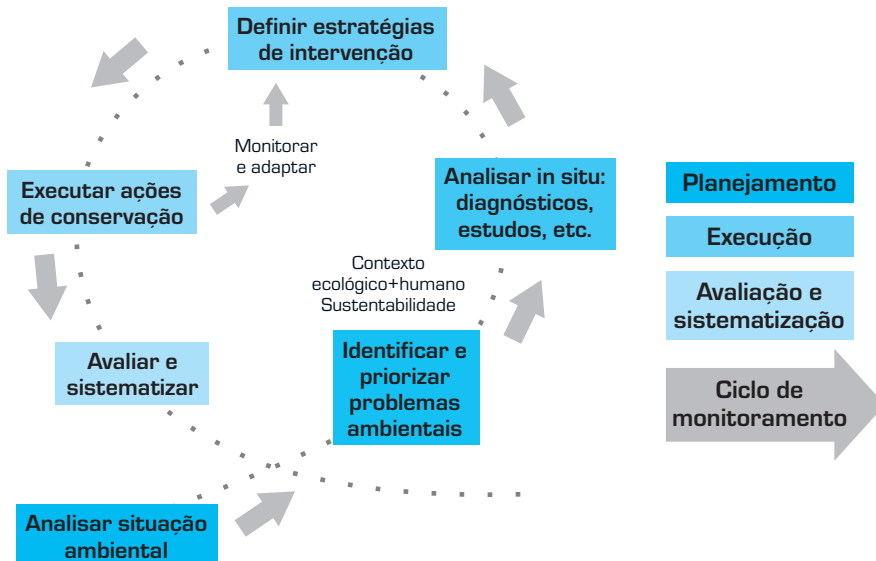 Definir estratégias
de intervenção
Monitorar
e adaptar
Executar ações
de conservação
Analisar in situ:
diagnósticos,
estudos, etc.
Contexto
ecológico+humano
Sustentabilidade
Avaliar e
sistematizar
Identificar e
priorizar
problemas
ambientais
Analisar situação
ambiental
Planejamento
Execução
Avaliação e
sistematização
Ciclo de
monitoramento